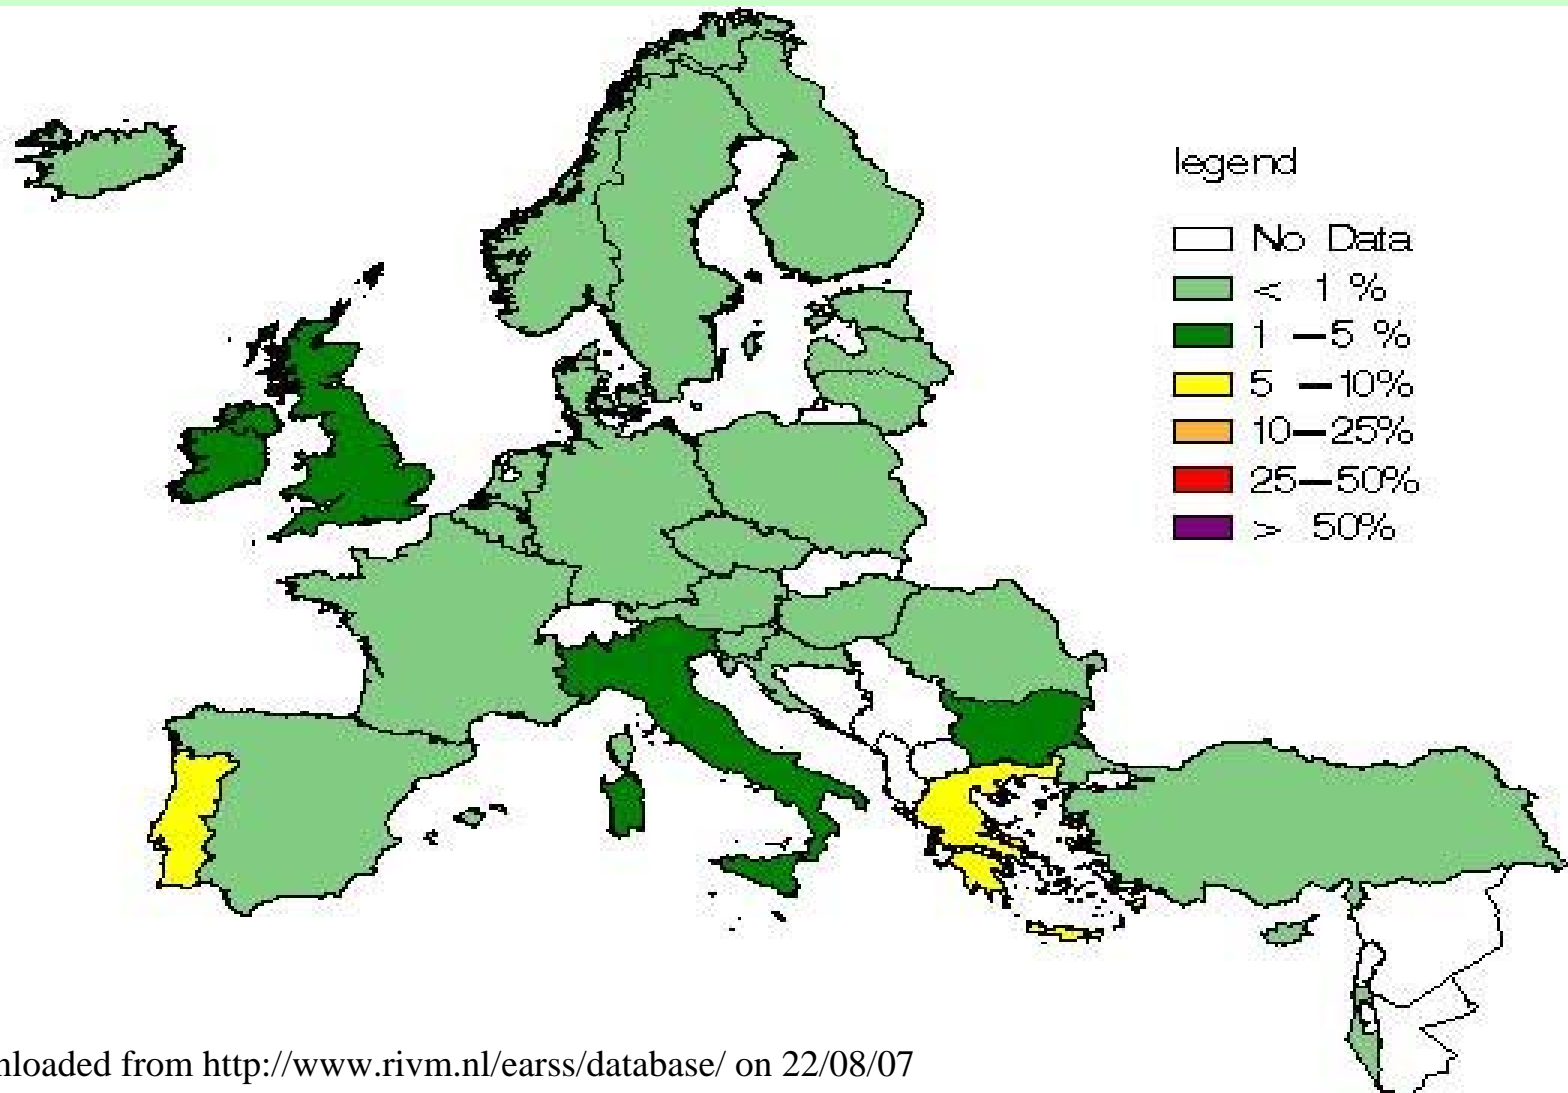 legend
No Data
< 1 %
1 —5 %
5 —10%
10—25%
25—50%
> 50%
nloaded from http://www.rivm.nl/earss/database/ on 22/08/07